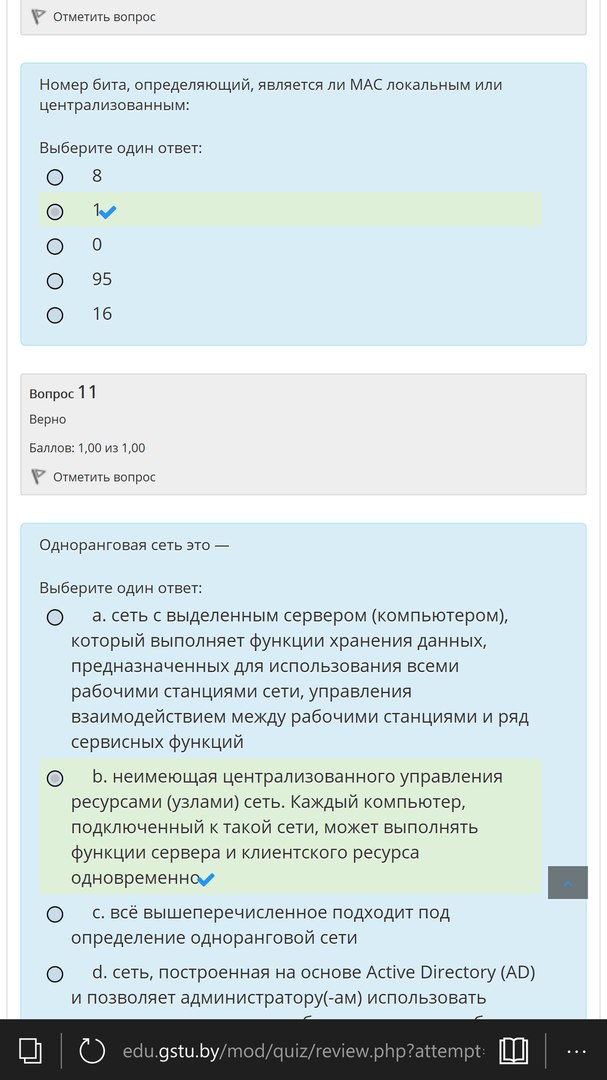 Отметить вопрос
Номер бита, определяющий, является ли MAC локальным или
централизованным:
Выберите один ответ:
8
1
0
95
16
Вопрос 11
Верно
Баллов: 1,00 из 1,00
Отметить вопрос
Одноранговая сеть это —
Выберите один ответ:
a. сеть с выделенным сервером (компьютером),
который выполняет функции хранения данных,
предназначенных для использования всеми
рабочими станциями сети, управления
взаимодействием между рабочими станциями и ряд
сервисных функций
b. неимеющая централизованного управления
ресурсами (узлами) сеть. Каждый компьютер,
подключенный к такой сети, может выполнять
функции сервера и клиентского ресурса
одновременно
c. всё вышеперечисленное подходит под
определение одноранговой сети
d. сеть, построенная на основе Active Directory (AD)
и позволяет администратору(-ам) использовать
edu.gstu.by/mod/quiz/review.php?attempt